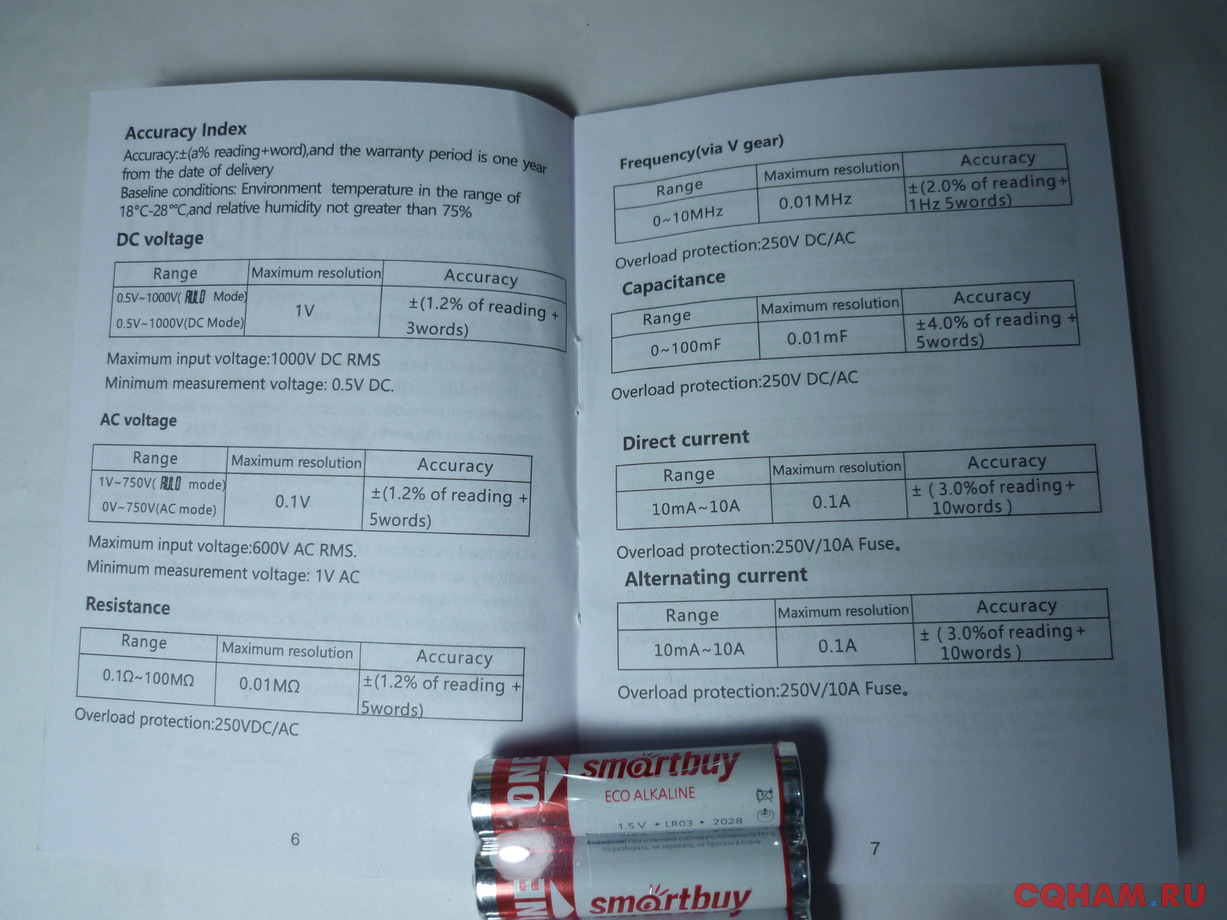 Accuracy Index
Accuracy:±(a% reading+word),and the warranty period is one year
from the date of delivery
Baseline conditions: Environment temperature in the range of
18°C-28°°C,and relative humidity not greater than 75%
DC voltage
Range Maximum resolution Accuracy
0.5V~1000V( AUTO Mode)
0.5V~1000V(DC Mode)
1V
±(1.2% of reading +
3words)
Maximum input voltage:1000V DC RMS
Minimum measurement voltage: 0.5V DC.
AC voltage
Range Maximum resolution Accuracy
1V~750V( AUTO mode)
0V~750V(AC mode)
0.1V
±(1.2% of reading +
5words)
Maximum input voltage:600V AC RMS.
Minimum measurement voltage: 1V AC
Resistance
Range Maximum resolution Accuracy
0.1Ω~100MΩ 0.01MΩ ±(1.2% of reading +
5words)
Overload protection:250VDC/AC
6
Frequency(via V gear)
Range Maximum resolution Accuracy
0~10MHz 0.01MHz ±(2.0% of reading+
1Hz 5words)
Overload protection:250V DC/AC
Capacitance
Range Maximum resolution Accuracy
0~100mF 0.01mF ±4.0% of reading +
5words)
Overload protection:250V DC/AC
Direct current
Range Maximum resolution Accuracy
10mA~10A 0.1A ± ( 3.0%of reading+
10words )
Overload protection:250V/10A Fuse。
Alternating current
Range Maximum resolution Accuracy
10mA~10A 0.1A ± ( 3.0%of reading+
10words )
Overload protection:250V/10A Fuse。
7
ONE
smartbuy
ECO ALKALINE
1.5 V • LR03 • 2028
не разбирать, не заряжать, не бросать в огонь
smartbuy
CQHAM.RU